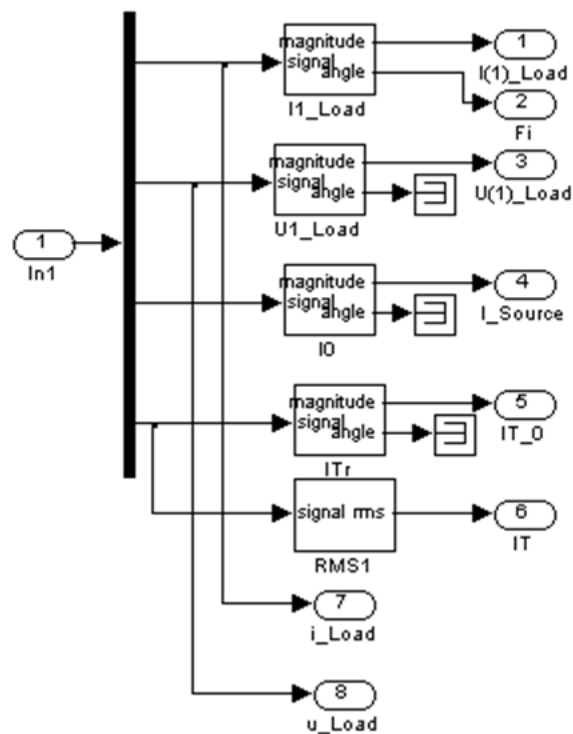 magnitude
signal
angle
I1_Load
1
I(1)_Load
2
Fi
magnitude
signal
angle
U1_Load
3
U(1)_Load
1
In1
magnitude
signal
angle
I0
4
I_Source
magnitude
signal
angle
ITr
5
IT_0
signal rms
RMS1
6
IT
7
i_Load
8
u_Load